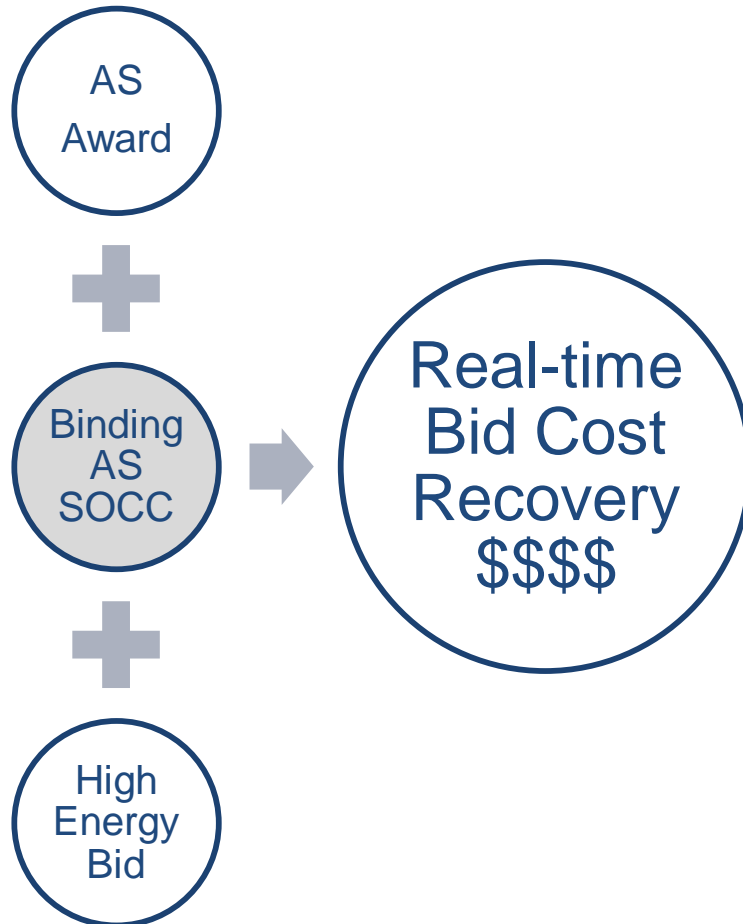 AS
Award
Binding
AS
SOCC
High
Energy
Bid
Real-time
Bid Cost
Recovery
$$$$